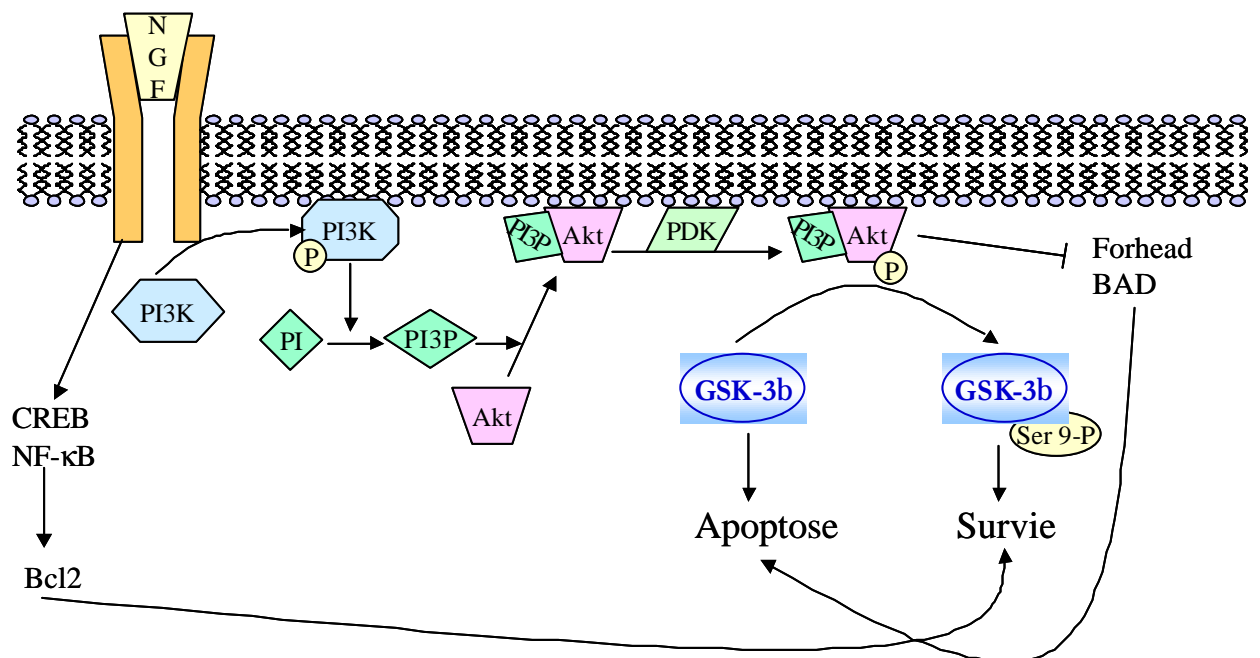 N
G
F
PI3K
P
PI3K
PI
PI3P
Akt
PI3P
Akt
PDK
PI3P
Akt
P
Forhead
BAD
GSK-3b
GSK-3b
Ser 9-P
CREB
NF-κB
Apoptose
Survie
Bcl2